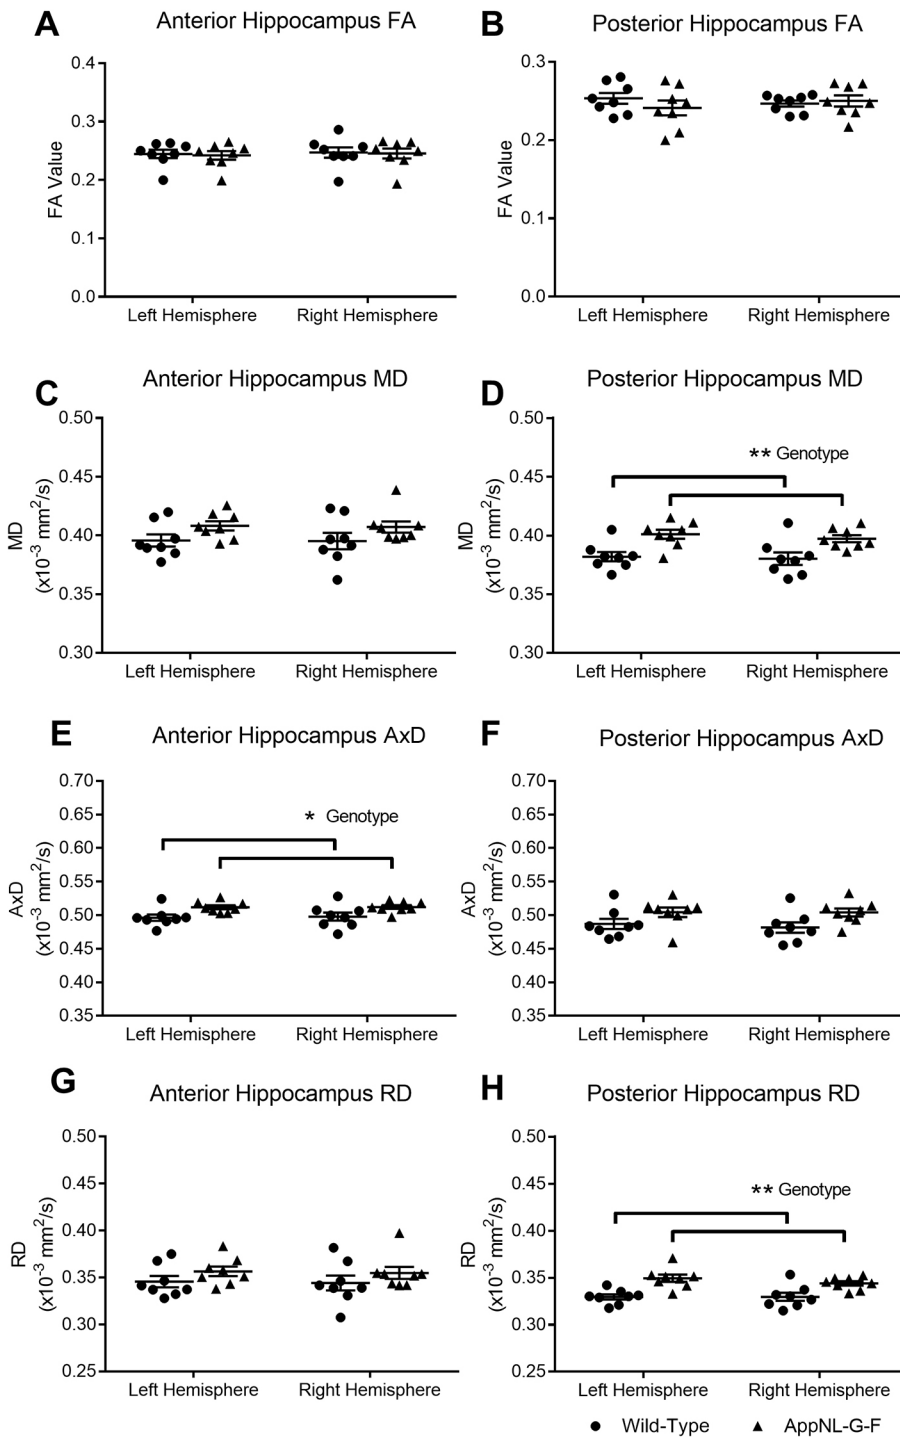 A Anterior Hippocampus FA
FA Value
0.4
0.3
0.2
0.1
0.0
Left Hemisphere Right Hemisphere
B Posterior Hippocampus FA
FA Value
0.3
0.2
0.1
0.0
Left Hemisphere Right Hemisphere
C Anterior Hippocampus MD
MD
(x10⁻³ mm²/s)
0.50
0.45
0.40
0.35
0.30
Left Hemisphere Right Hemisphere
D Posterior Hippocampus MD
MD
(x10⁻³ mm²/s)
0.50
0.45
0.40
0.35
0.30
** Genotype
Left Hemisphere Right Hemisphere
E Anterior Hippocampus AxD
AxD
(x10⁻³ mm²/s)
0.70
0.65
0.60
0.55
0.50
0.45
0.40
0.35
* Genotype
Left Hemisphere Right Hemisphere
F Posterior Hippocampus AxD
AxD
(x10⁻³ mm²/s)
0.70
0.65
0.60
0.55
0.50
0.45
0.40
0.35
Left Hemisphere Right Hemisphere
G Anterior Hippocampus RD
RD
(x10⁻³ mm²/s)
0.50
0.45
0.40
0.35
0.30
0.25
Left Hemisphere Right Hemisphere
H Posterior Hippocampus RD
RD
(x10⁻³ mm²/s)
0.50
0.45
0.40
0.35
0.30
0.25
** Genotype
Left Hemisphere Right Hemisphere
Wild-Type AppNL-G-F